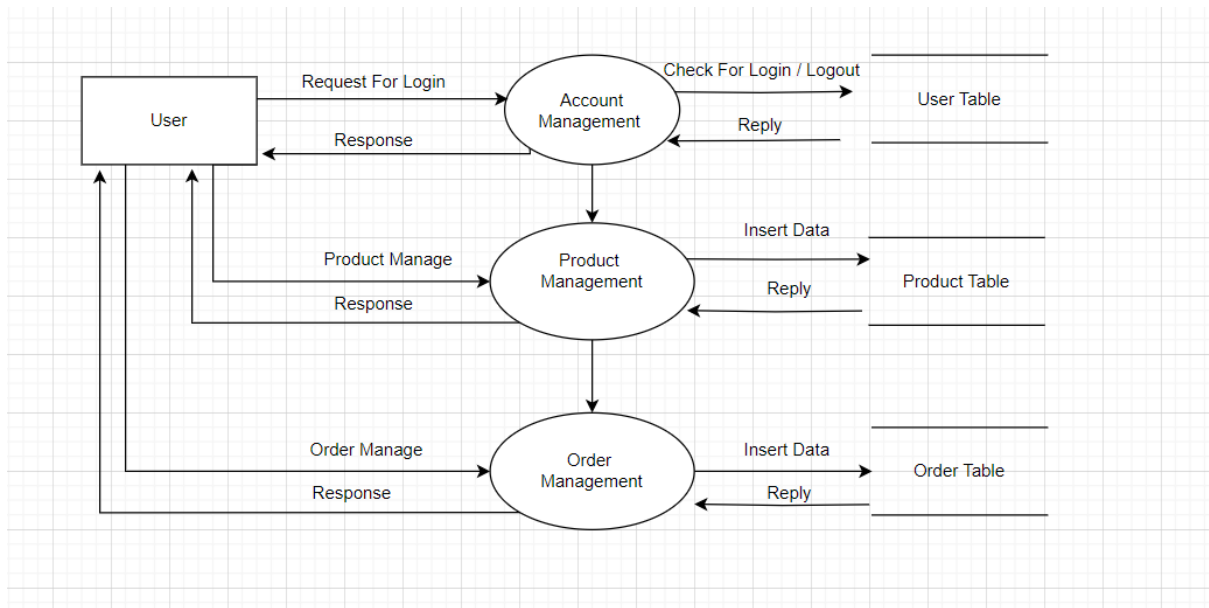 Request For Login
Check For Login / Logout
User
Account
Management
User Table
Response
Reply
Product Manage
Product
Management
Insert Data
Product Table
Response
Reply
Order Manage
Order
Management
Insert Data
Order Table
Response
Reply